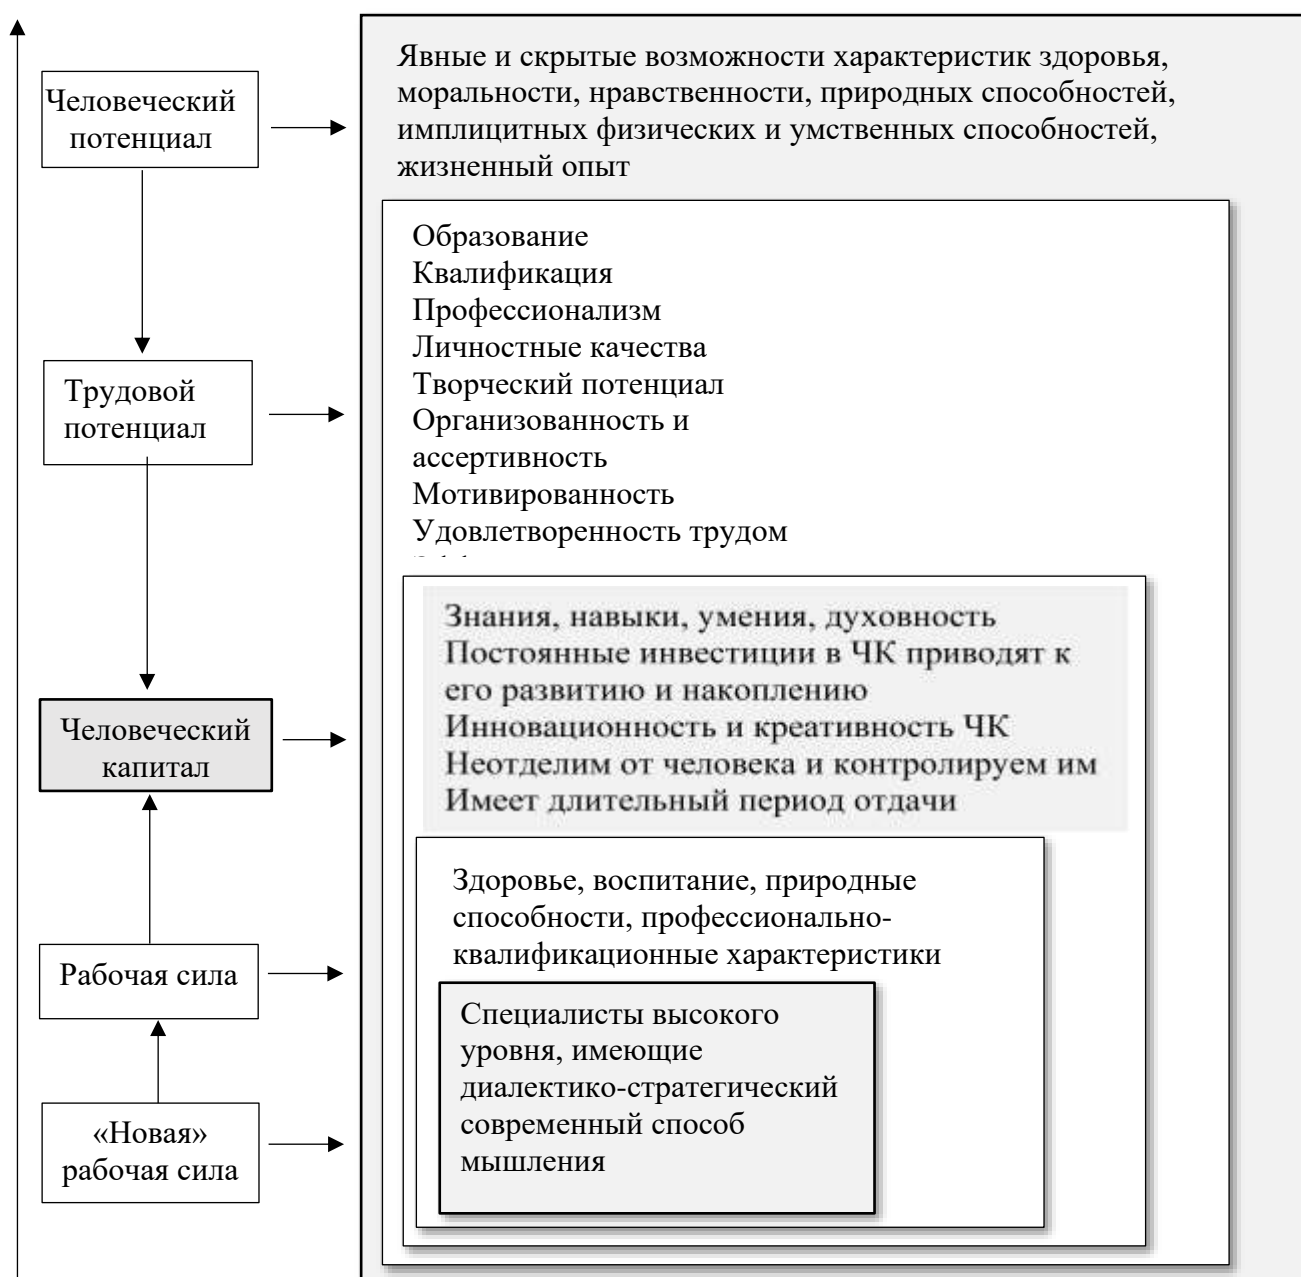 Человеческий
потенциал
Явные и скрытые возможности характеристик здоровья,
моральности, нравственности, природных способностей,
имплицитных физических и умственных способностей,
жизненный опыт
Трудовой
потенциал
Образование
Квалификация
Профессионализм
Личностные качества
Творческий потенциал
Организованность и
ассертивность
Мотивированность
Удовлетворенность трудом
Человеческий
капитал
Знания, навыки, умения, духовность
Постоянные инвестиции в ЧК приводят к
его развитию и накоплению
Инновационность и креативность ЧК
Неотделим от человека и контролируем им
Имеет длительный период отдачи
Рабочая сила
Здоровье, воспитание, природные
способности, профессионально-
квалификационные характеристики
«Новая»
рабочая сила
Специалисты высокого
уровня, имеющие
диалектико-стратегический
современный способ
мышления